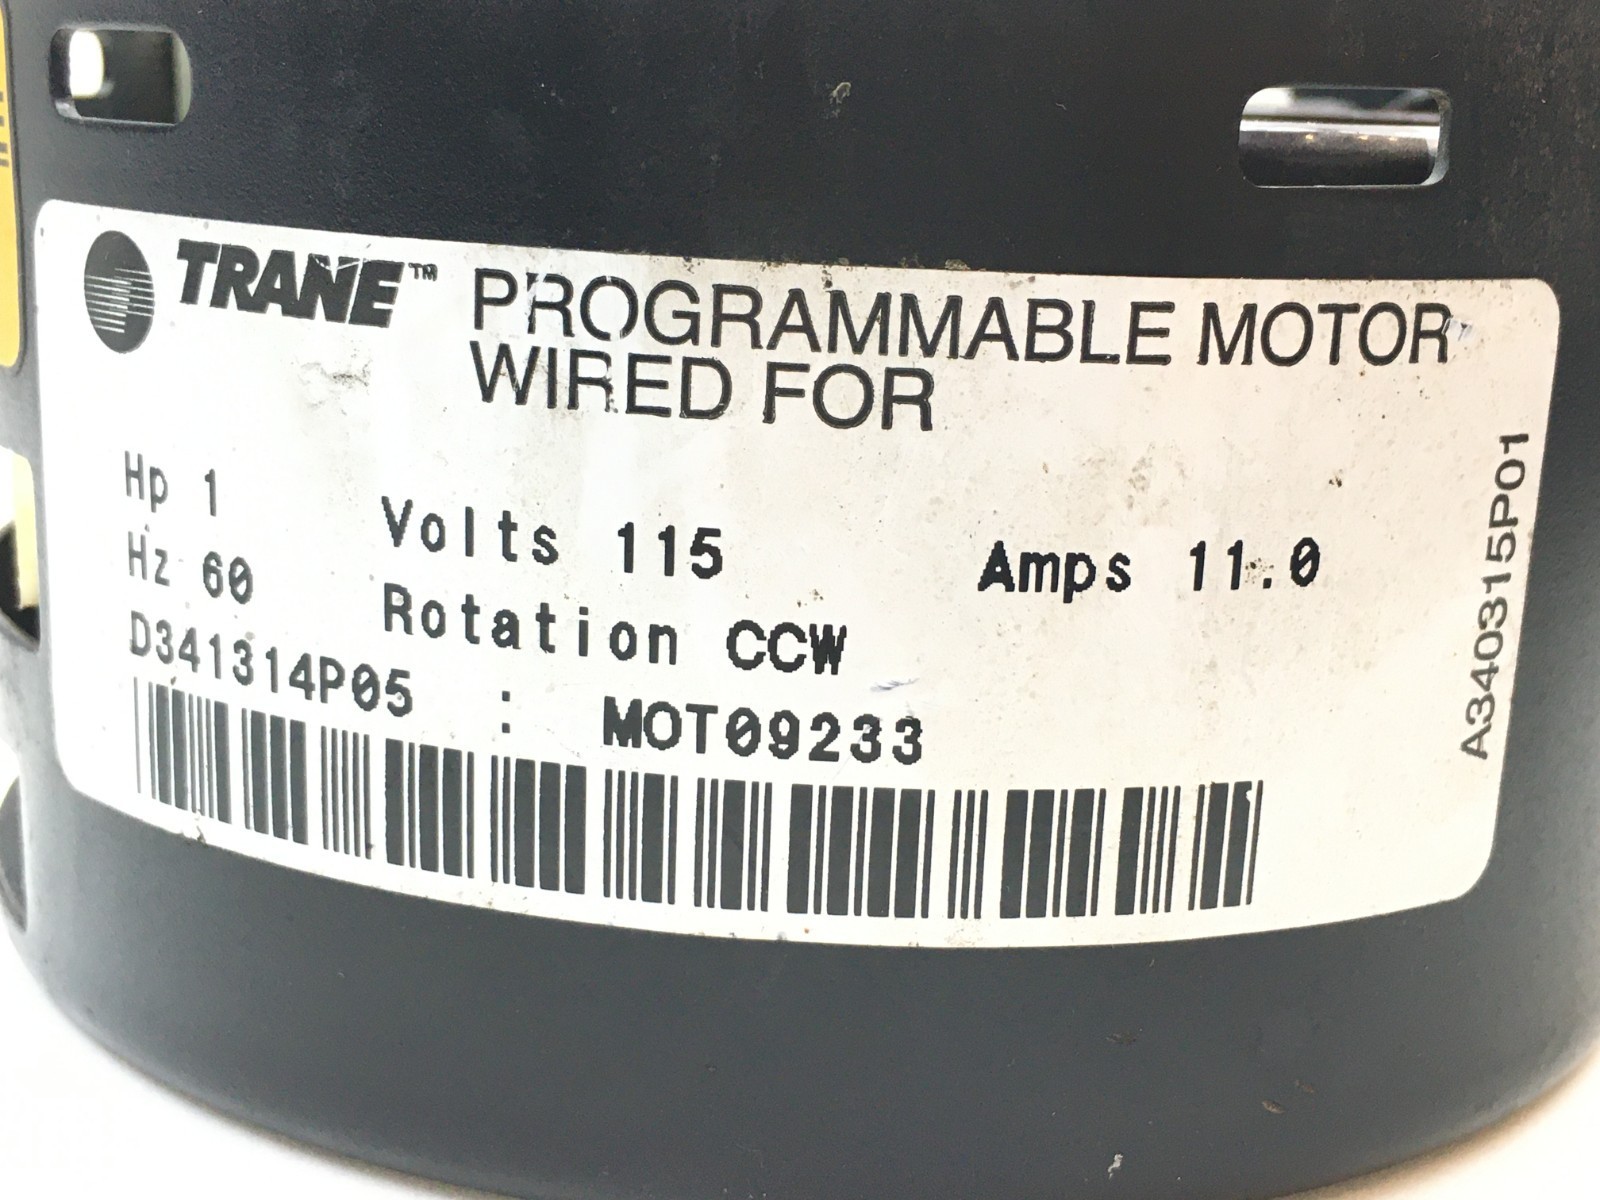 TRANE™ PROGRAMMABLE MOTOR
WIRED FOR
Hp 1 Volts 115 Amps 11.0
Hz 60 Rotation CCW
D341314P05 : MOT09233
A340315P01